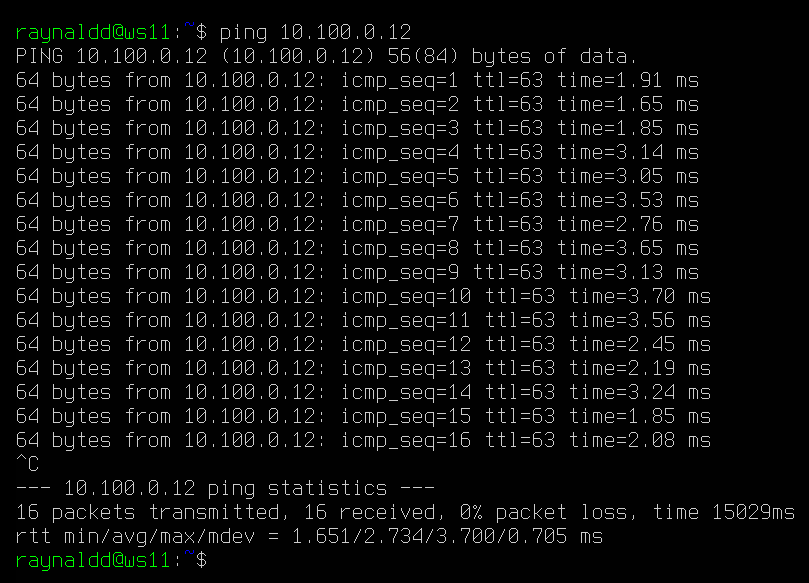 raynaldd@ws11:~$ ping 10.100.0.12
PING 10.100.0.12 (10.100.0.12) 56(84) bytes of data.
64 bytes from 10.100.0.12: icmp_seq=1 ttl=63 time=1.91 ms
64 bytes from 10.100.0.12: icmp_seq=2 ttl=63 time=1.65 ms
64 bytes from 10.100.0.12: icmp_seq=3 ttl=63 time=1.85 ms
64 bytes from 10.100.0.12: icmp_seq=4 ttl=63 time=3.14 ms
64 bytes from 10.100.0.12: icmp_seq=5 ttl=63 time=3.05 ms
64 bytes from 10.100.0.12: icmp_seq=6 ttl=63 time=3.53 ms
64 bytes from 10.100.0.12: icmp_seq=7 ttl=63 time=2.76 ms
64 bytes from 10.100.0.12: icmp_seq=8 ttl=63 time=3.65 ms
64 bytes from 10.100.0.12: icmp_seq=9 ttl=63 time=3.13 ms
64 bytes from 10.100.0.12: icmp_seq=10 ttl=63 time=3.70 ms
64 bytes from 10.100.0.12: icmp_seq=11 ttl=63 time=3.56 ms
64 bytes from 10.100.0.12: icmp_seq=12 ttl=63 time=2.45 ms
64 bytes from 10.100.0.12: icmp_seq=13 ttl=63 time=2.19 ms
64 bytes from 10.100.0.12: icmp_seq=14 ttl=63 time=3.24 ms
64 bytes from 10.100.0.12: icmp_seq=15 ttl=63 time=1.85 ms
64 bytes from 10.100.0.12: icmp_seq=16 ttl=63 time=2.08 ms
^C
--- 10.100.0.12 ping statistics ---
16 packets transmitted, 16 received, 0% packet loss, time 15029ms
rtt min/avg/max/mdev = 1.651/2.734/3.700/0.705 ms
raynaldd@ws11:~$